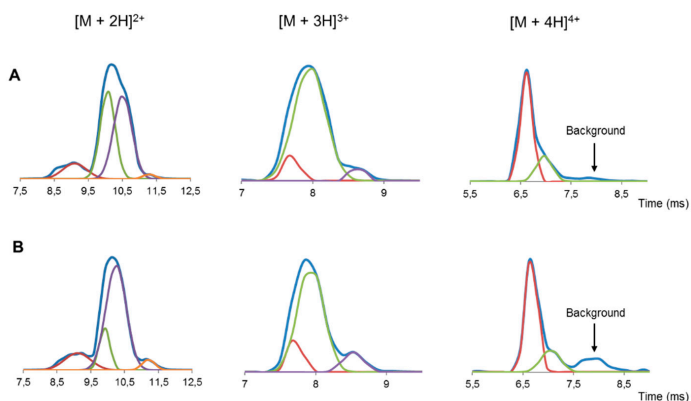 [M + 2H]²⁺ [M + 3H]³⁺ [M + 4H]⁴⁺
A
Background
7,5 8,5 9,5 10,5 11,5 12,5 7 8 9 5,5 6,5 7,5 8,5
Time (ms)
B
Background
7,5 8,5 9,5 10,5 11,5 12,5 7 8 9 5,5 6,5 7,5 8,5
Time (ms)